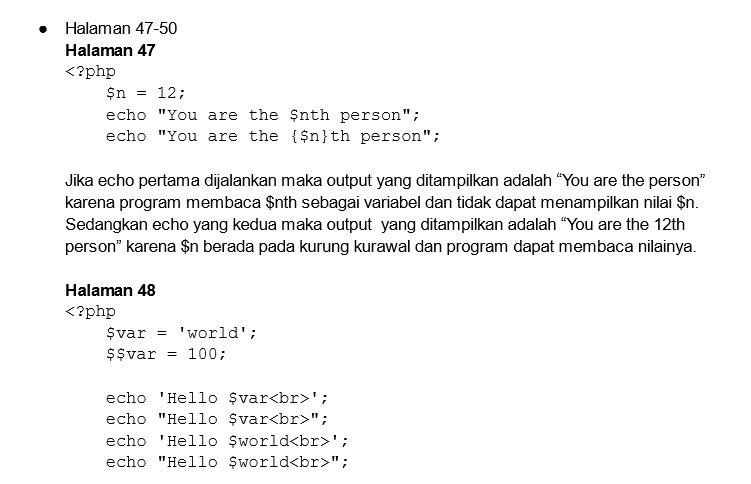 ● Halaman 47-50
Halaman 47
<?php
$n = 12;
echo "You are the $nth person";
echo "You are the {$n}th person";
Jika echo pertama dijalankan maka output yang ditampilkan adalah “You are the person”
karena program membaca $nth sebagai variabel dan tidak dapat menampilkan nilai $n.
Sedangkan echo yang kedua maka output  yang ditampilkan adalah “You are the 12th
person” karena $n berada pada kurung kurawal dan program dapat membaca nilainya.
Halaman 48
<?php
$var = 'world';
$$var = 100;
echo 'Hello $var<br>';
echo "Hello $var<br>";
echo 'Hello $world<br>';
echo "Hello $world<br>";